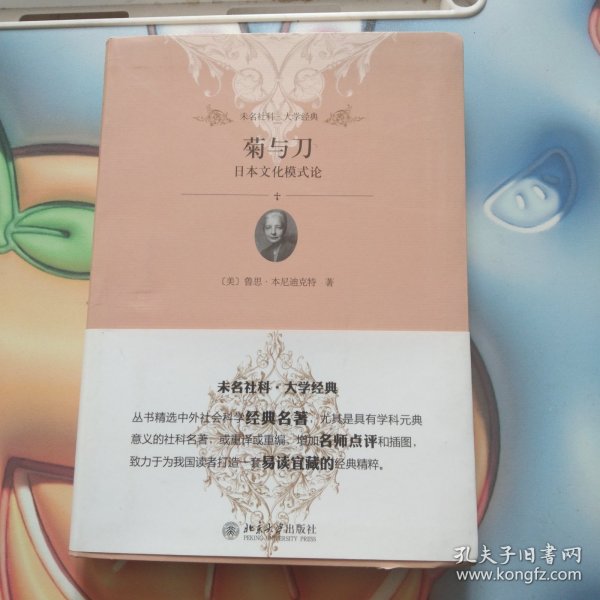 未名社科·大学经典
菊与刀
日本文化模式论
〔美〕鲁思·本尼迪克特 著
未名社科·大学经典
丛书精选中外社会科学经典名著，尤其是具有学科元典
意义的社科名著，或重译或重编，增加名师点评和插图，
致力于为我国读者打造一套易读宜藏的经典精粹。
北京大学出版社
PEKING UNIVERSITY PRESS
孔夫子旧书网
www.kongfz.com